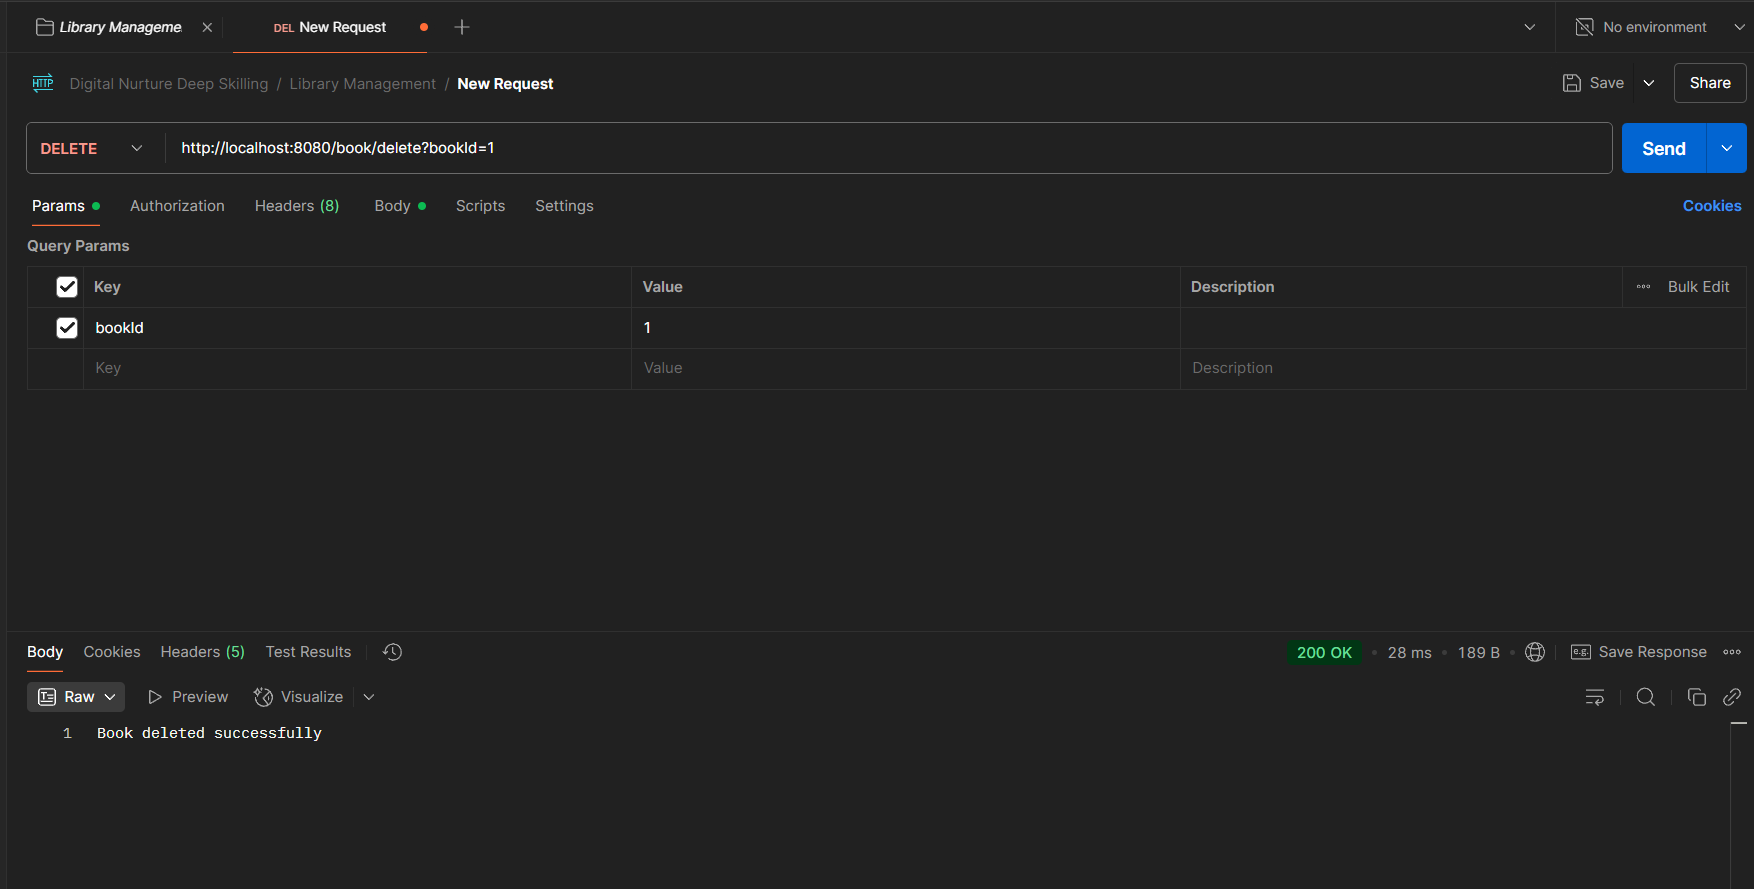 Library Manageme
DEL New Request
No environment
HTTP Digital Nurture Deep Skilling / Library Management / New Request
Save
Share
DELETE http://localhost:8080/book/delete?bookId=1
Send
Params Authorization Headers (8) Body Scripts Settings
Cookies
Query Params
Key Value Description Bulk Edit
bookId 1
Key Value Description
Body Cookies Headers (5) Test Results
200 OK 28 ms 189 B e.g. Save Response
Raw Preview Visualize
1 Book deleted successfully